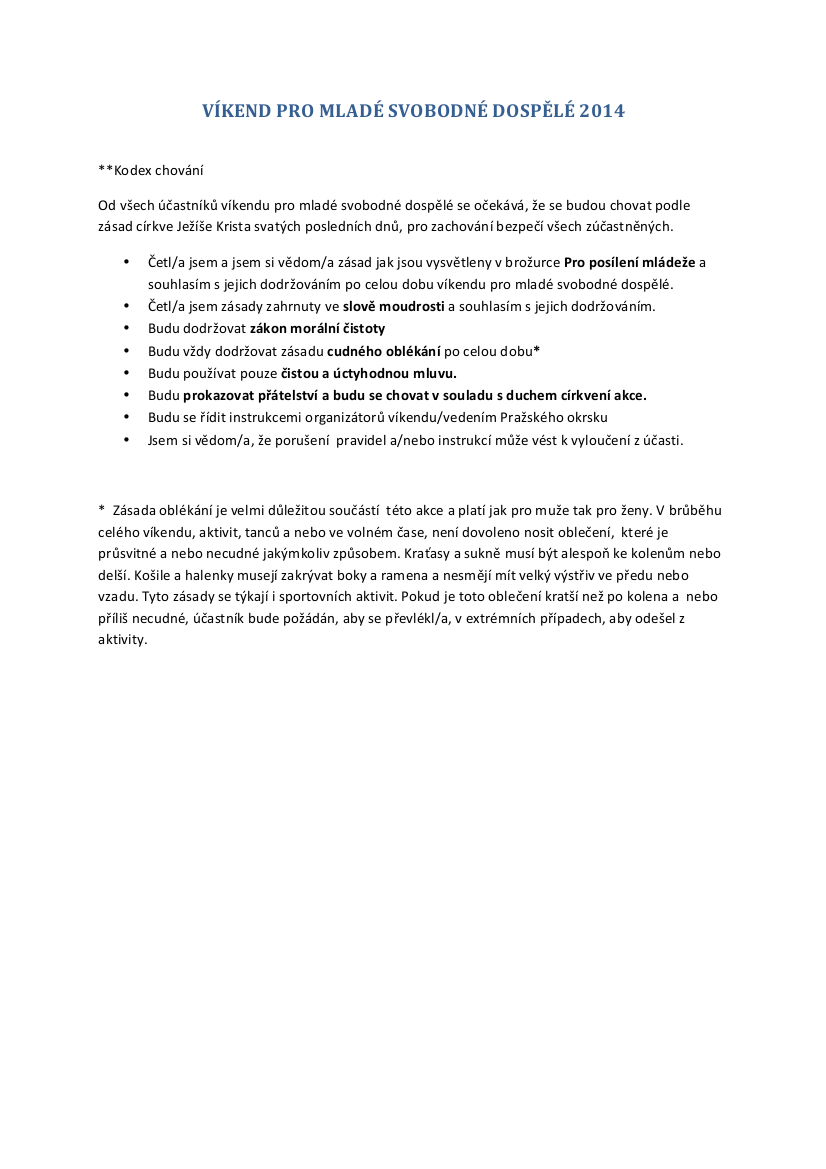 VÍKEND PRO MLADÉ SVOBODNÉ DOSPĚLÉ 2014
**Kodex chování
Od všech účastníků víkendu pro mladé svobodné dospělé se očekává, že se budou chovat podle
zásad církve Ježíše Krista svatých posledních dnů, pro zachování bezpečí všech zúčastněných.
• Četl/a jsem a jsem si vědom/a zásad jak jsou vysvětleny v brožurce Pro posílení mládeže a
souhlasím s jejich dodržováním po celou dobu víkendu pro mladé svobodné dospělé.
• Četl/a jsem zásady zahrnuty ve slově moudrosti a souhlasím s jejich dodržováním.
• Budu dodržovat zákon morální čistoty
• Budu vždy dodržovat zásadu cudného oblékání po celou dobu*
• Budu používat pouze čistou a úctyhodnou mluvu.
• Budu prokazovat přátelství a budu se chovat v souladu s duchem církvení akce.
• Budu se řídit instrukcemi organizátorů víkendu/vedením Pražského okrsku
• Jsem si vědom/a, že porušení pravidel a/nebo instrukcí může vést k vyloučení z účasti.
* Zásada oblékání je velmi důležitou součástí této akce a platí jak pro muže tak pro ženy. V brůběhu
celého víkendu, aktivit, tanců a nebo ve volném čase, není dovoleno nosit oblečení, které je
průsvitné a nebo necudné jakýmkoliv způsobem. Kraťasy a sukně musí být alespoň ke kolenům nebo
delší. Košile a halenky musejí zakrývat boky a ramena a nesmějí mít velký výstřiv ve předu nebo
vzadu. Tyto zásady se týkají i sportovních aktivit. Pokud je toto oblečení kratší než po kolena a nebo
příliš necudné, účastník bude požádán, aby se převlékl/a, v extrémních případech, aby odešel z
aktivity.